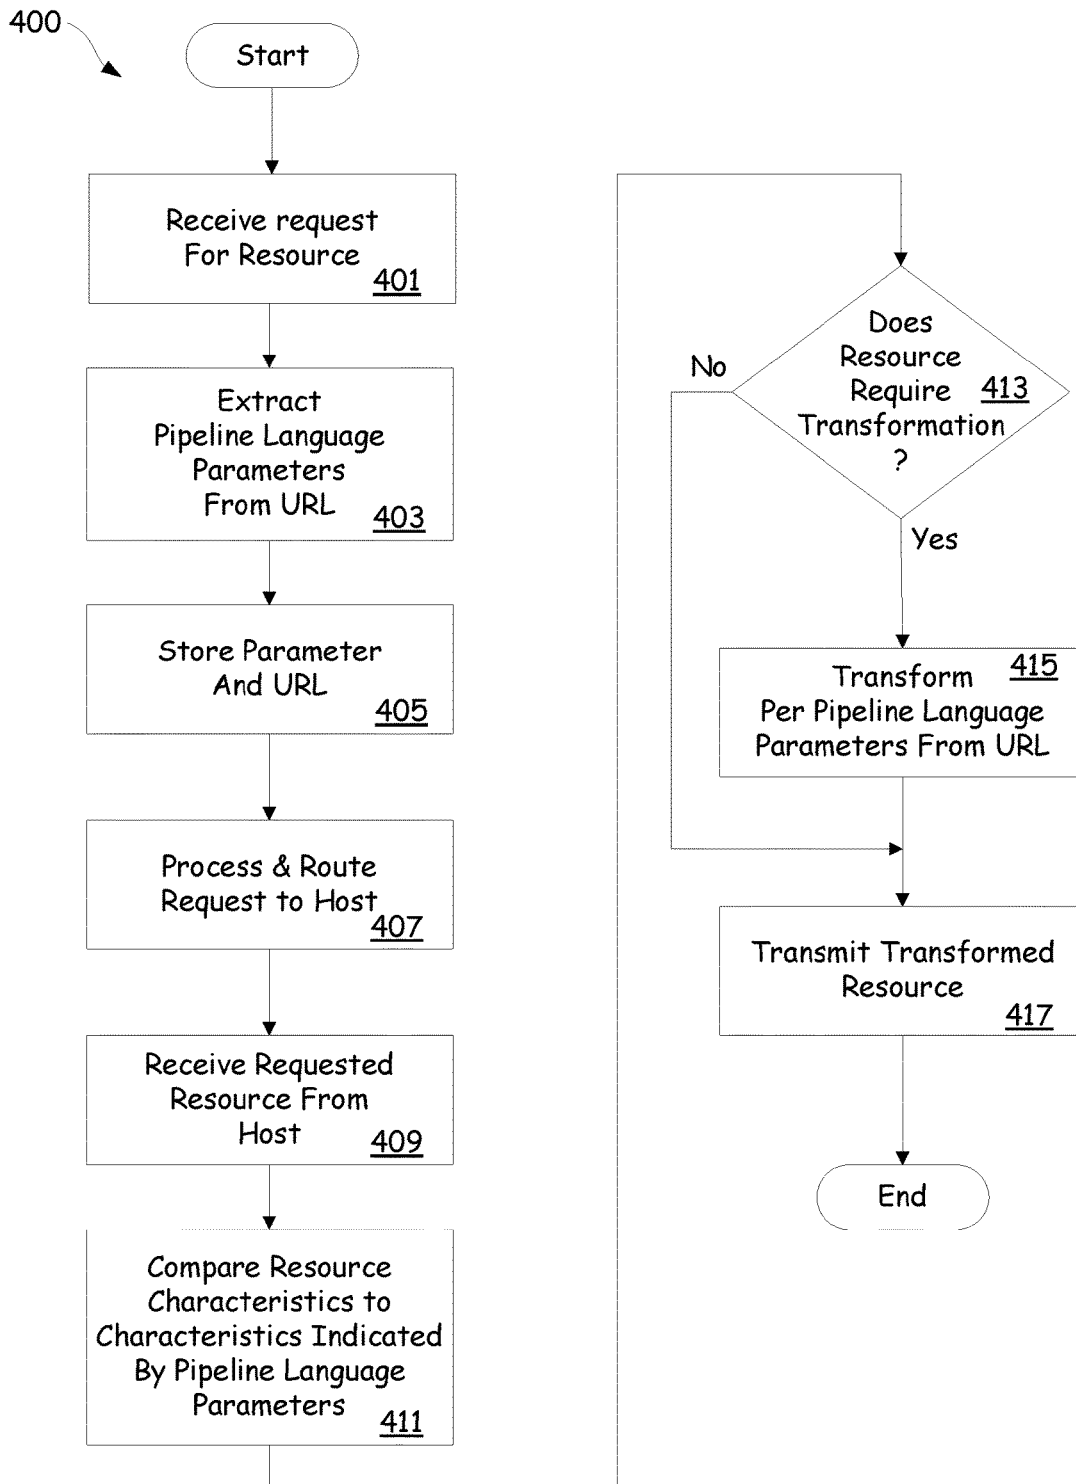 400
Start
Receive request
For Resource
401
Extract
Pipeline Language
Parameters
From URL
403
Store Parameter
And URL
405
Process & Route
Request to Host
407
Receive Requested
Resource From
Host
409
Compare Resource
Characteristics to
Characteristics Indicated
By Pipeline Language
Parameters
411
Does
Resource
Require
Transformation
?
413
No
Yes
415
Transform
Per Pipeline Language
Parameters From URL
Transmit Transformed
Resource
417
End